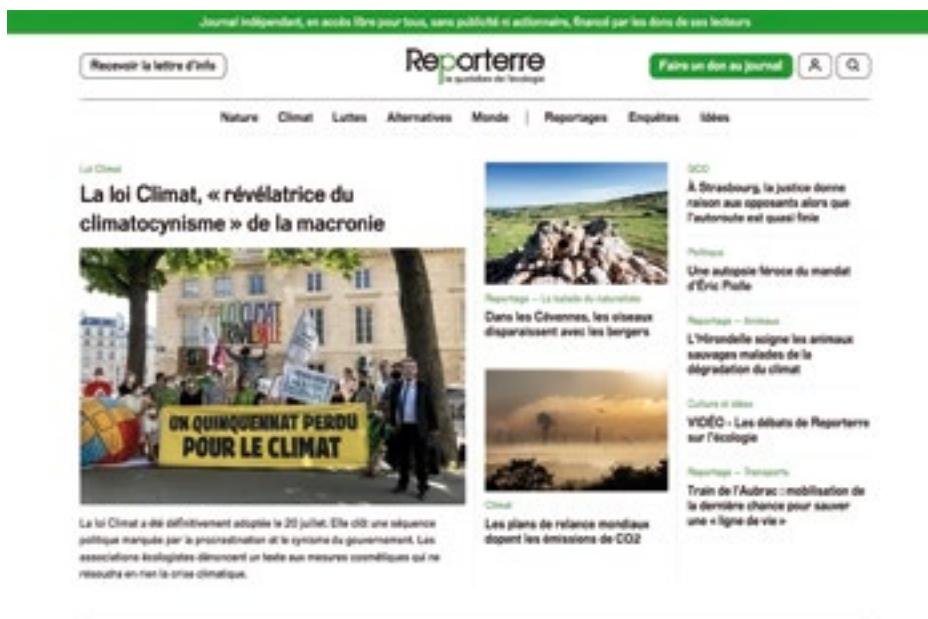 Journal indépendant, en accès libre pour tous, sans publicité ni actionnaire, financé par les dons de ses lecteurs
Recevoir la lettre d'info
Reporterre
le quotidien de l'écologie
Faire un don au journal
Nature Climat Luttes Alternatives Monde | Reportages Enquêtes Idées
Loi Climat
La loi Climat, « révélatrice du
climatocynisme » de la macronie
UN QUINQUENNAT PERDU
POUR LE CLIMAT
La loi Climat a été définitivement adoptée le 20 juillet. Elle clôt une séquence
politique marquée par la procrastination et le cynisme du gouvernement. Les
associations écologistes dénoncent un texte aux mesures cosmétiques qui ne
résoudra en rien la crise climatique.
Reportage — La balade du naturaliste
Dans les Cévennes, les oiseaux
disparaissent avec les bergers
Climat
Les plans de relance mondiaux
dopent les émissions de CO2
GCO
À Strasbourg, la justice donne
raison aux opposants alors que
l'autoroute est quasi finie
Politique
Une autopsie féroce du mandat
d'Éric Piolle
Reportage — Animaux
L'Hirondelle soigne les animaux
sauvages malades de la
dégradation du climat
Culture et idées
VIDÉO - Les débats de Reporterre
sur l'écologie
Reportage — Transports
Train de l'Aubrac : mobilisation de
la dernière chance pour sauver
une « ligne de vie »